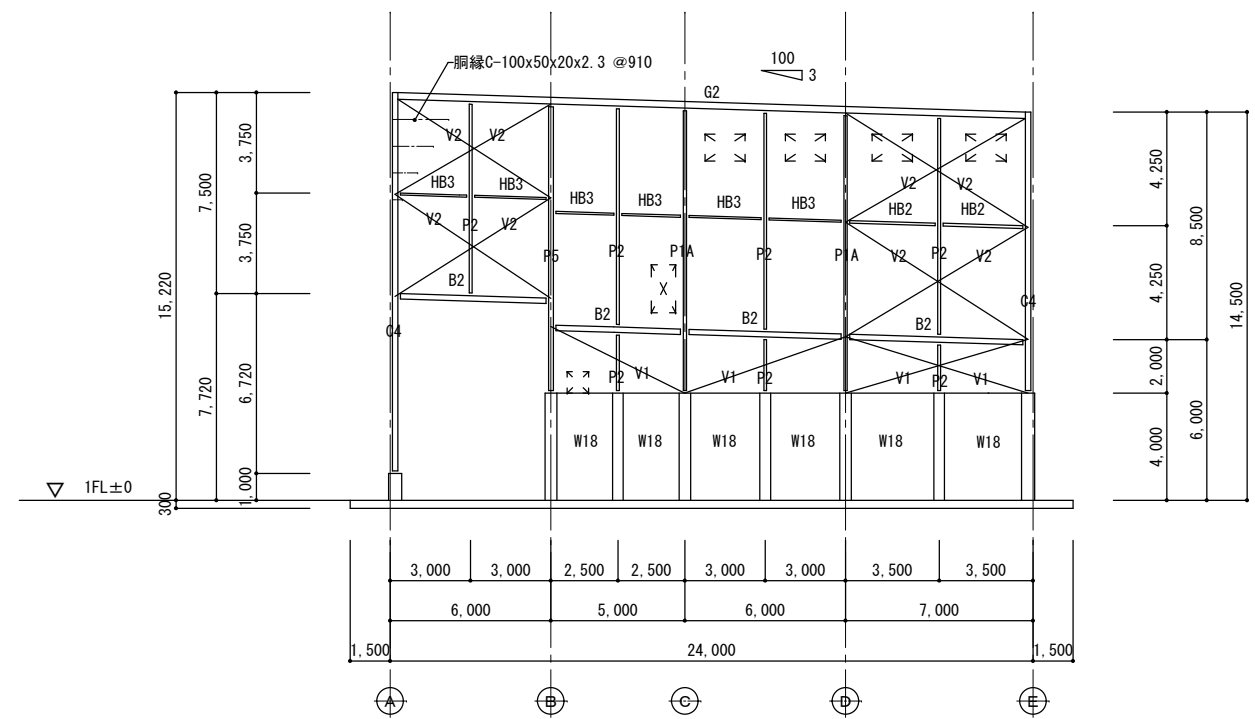 胴縁C-100x50x20x2.3 @910
100
3
G2
V2 V2
HB3 HB3
V2 P2 V2
B2
C4
P5
HB3 HB3 HB3 HB3
P2 P1A P2 P1A
X
B2 B2
P2 V1 V1 P2
V2 V2
HB2 HB2
V2 P2 V2
C4
B2
V1 P2 V1
W18 W18 W18 W18 W18 W18
15,220
300
7,500
7,720
3,750
3,750
6,720
1,000
4,250
4,250
2,000
4,000
8,500
6,000
14,500
▽ 1FL±0
3,000 3,000 2,500 2,500 3,000 3,000 3,500 3,500
6,000 5,000 6,000 7,000
1,500 24,000 1,500
A B C D E